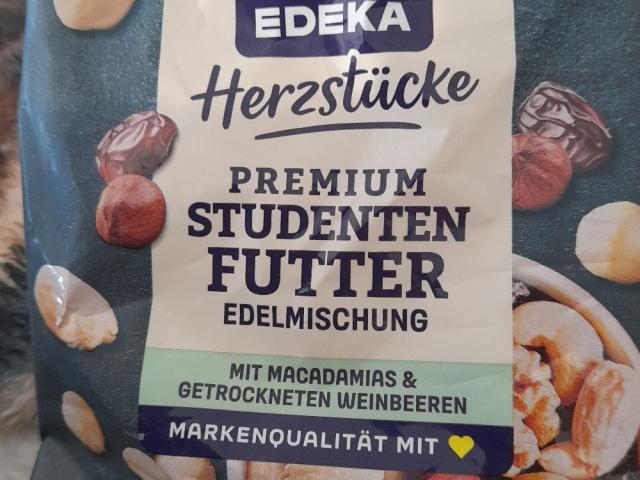 EDEKA
Herzstücke
PREMIUM
STUDENTEN
FUTTER
EDELMISCHUNG
MIT MACADAMIAS &
GETROCKNETEN WEINBEEREN
MARKENQUALITÄT MIT 💛